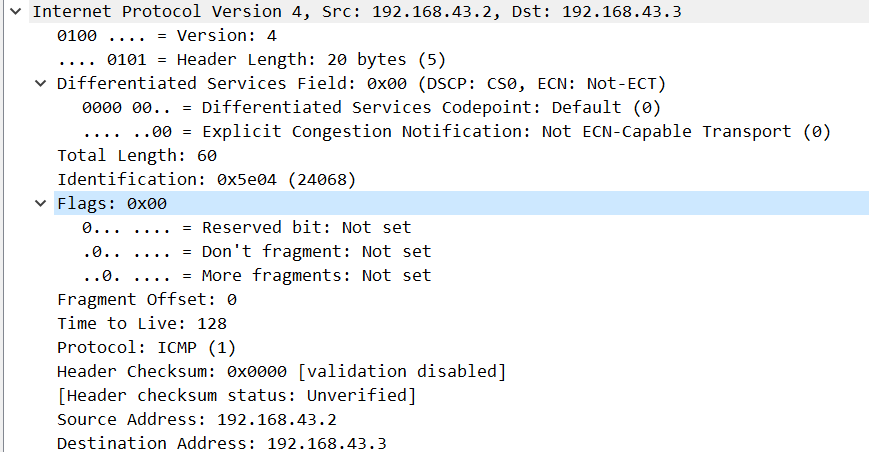 Internet Protocol Version 4, Src: 192.168.43.2, Dst: 192.168.43.3
0100 .... = Version: 4
.... 0101 = Header Length: 20 bytes (5)
Differentiated Services Field: 0x00 (DSCP: CS0, ECN: Not-ECT)
0000 00.. = Differentiated Services Codepoint: Default (0)
.... ..00 = Explicit Congestion Notification: Not ECN-Capable Transport (0)
Total Length: 60
Identification: 0x5e04 (24068)
Flags: 0x00
0... .... = Reserved bit: Not set
.0.. .... = Don't fragment: Not set
..0. .... = More fragments: Not set
Fragment Offset: 0
Time to Live: 128
Protocol: ICMP (1)
Header Checksum: 0x0000 [validation disabled]
[Header checksum status: Unverified]
Source Address: 192.168.43.2
Destination Address: 192.168.43.3